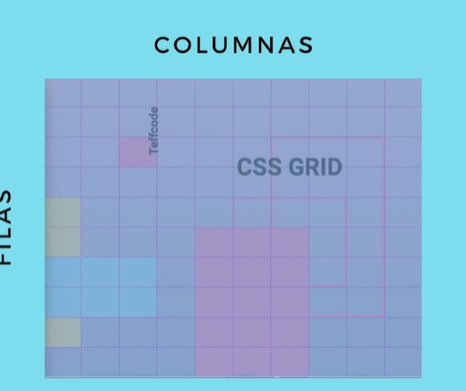 COLUMNAS
Teffcode
CSS GRID
FILAS